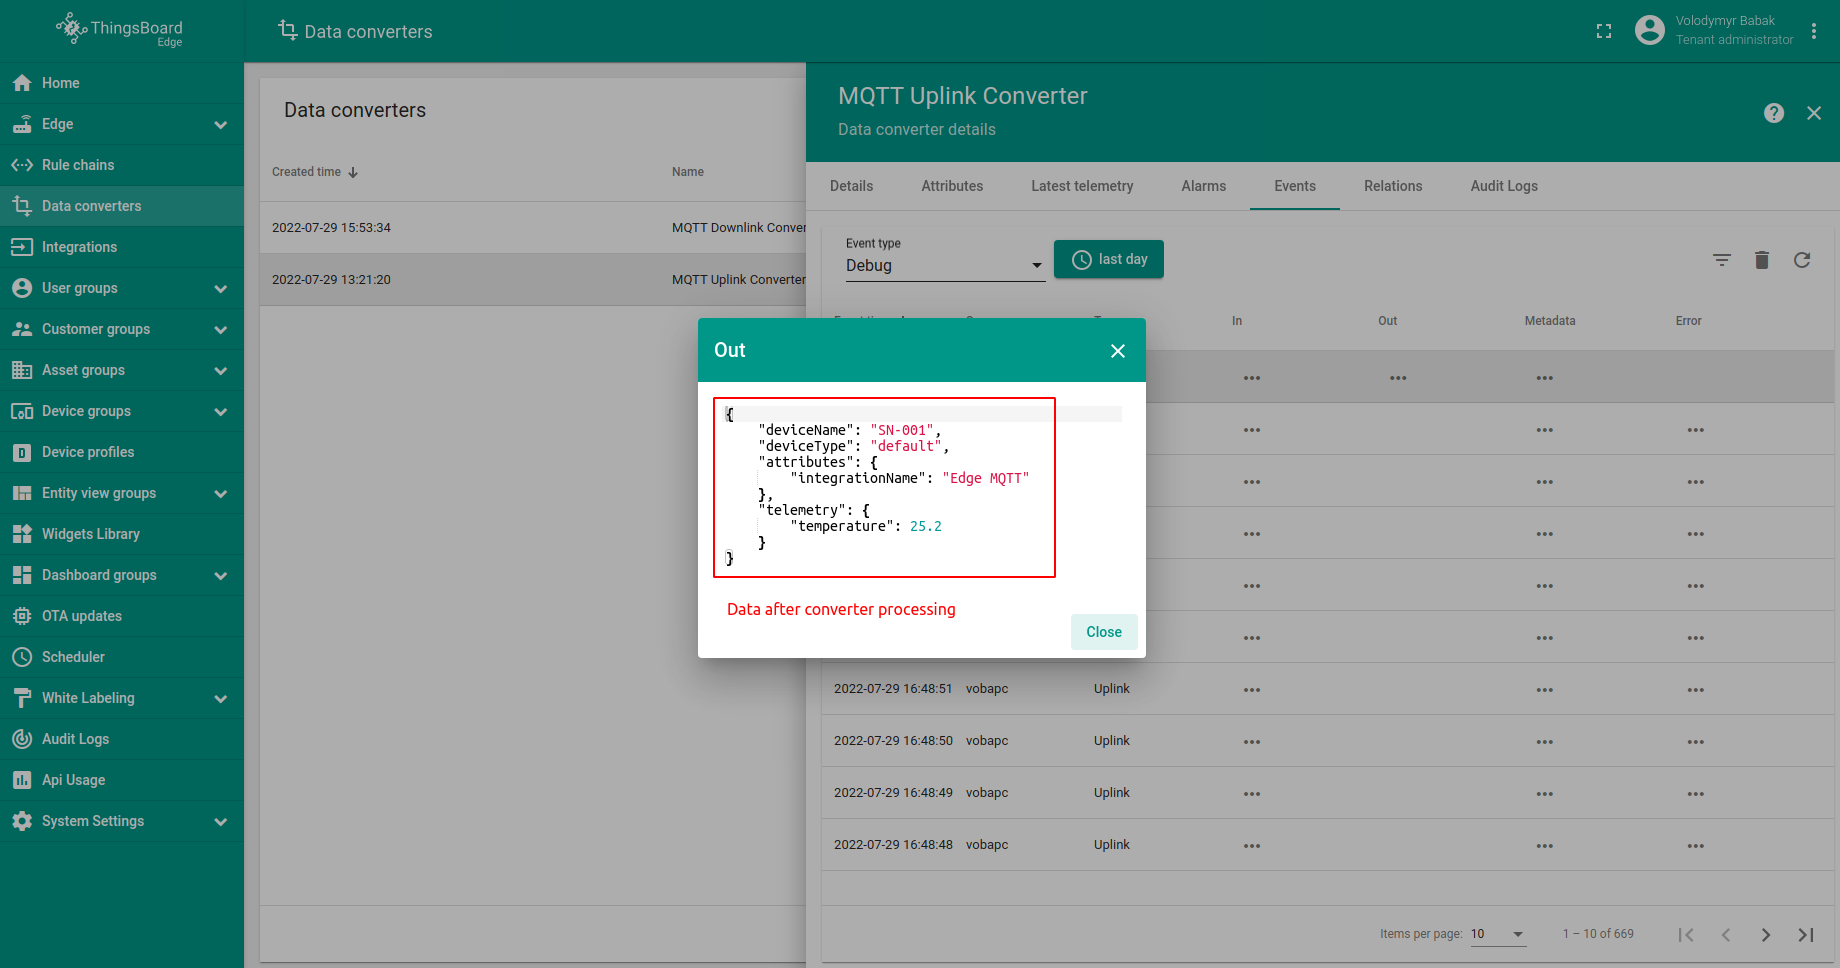 ThingsBoard
Edge
Data converters
Volodymyr Babak
Tenant administrator
Home
Edge
Rule chains
Data converters
Integrations
User groups
Customer groups
Asset groups
Device groups
Device profiles
Entity view groups
Widgets Library
Dashboard groups
OTA updates
Scheduler
White Labeling
Audit Logs
Api Usage
System Settings
Data converters
Created time
Name
2022-07-29 15:53:34
MQTT Downlink Conver
2022-07-29 13:21:20
MQTT Uplink Converter
MQTT Uplink Converter
Data converter details
Details
Attributes
Latest telemetry
Alarms
Events
Relations
Audit Logs
Event type
Debug
last day
In
Out
Metadata
Error
Out
{
"deviceName": "SN-001",
"deviceType": "default",
"attributes": {
"integrationName": "Edge MQTT"
},
"telemetry": {
"temperature": 25.2
}
}
Data after converter processing
Close
2022-07-29 16:48:51 vobapc Uplink
2022-07-29 16:48:50 vobapc Uplink
2022-07-29 16:48:49 vobapc Uplink
2022-07-29 16:48:48 vobapc Uplink
Items per page: 10
1 – 10 of 669